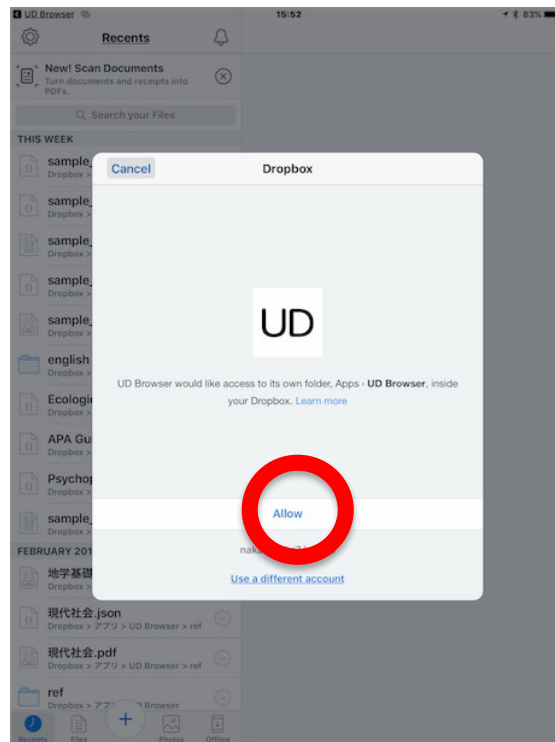 UD Browser
15:52
83%
Recents
New! Scan Documents
Turn documents and receipts into
PDFs.
Search your Files
THIS WEEK
sample_
Dropbox >
sample_
Dropbox >
sample_
Dropbox >
sample_
Dropbox >
sample_
Dropbox >
english
Dropbox >
Ecologi
Dropbox >
APA Gu
Dropbox >
Psychop
Dropbox >
sample_
Dropbox >
FEBRUARY 201
地学基礎
Dropbox >
現代社会.json
Dropbox > アプリ > UD Browser > ref
現代社会.pdf
Dropbox > アプリ > UD Browser > ref
ref
Dropbox > アプ Browser
Recents Files Photos Offline
Cancel
Dropbox
UD
UD Browser would like access to its own folder, Apps › UD Browser, inside
your Dropbox. Learn more
Allow
Use a different account